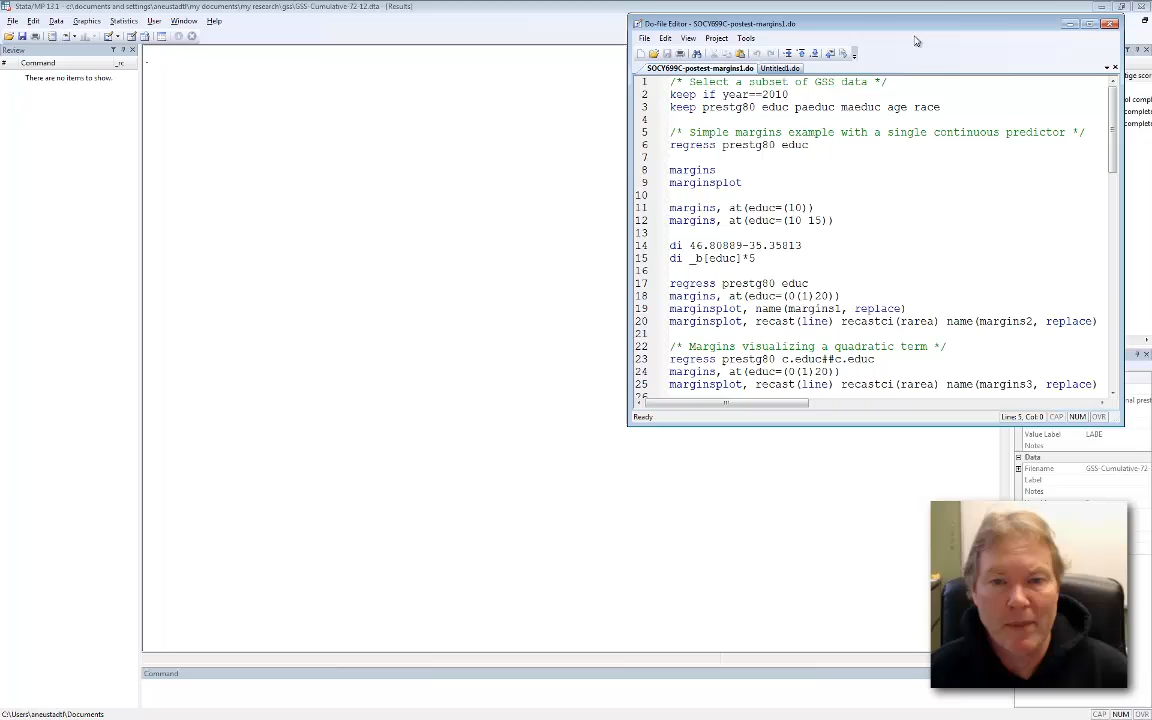 Stata/MP 13.1 - c:\documents and settings\aneustadtl\my documents\my research\gss\GSS-Cumulative-72-12.dta - [Results]
File Edit Data Graphics Statistics User Window Help
Review
# Command _rc
There are no items to show.
Do-file Editor - SOCY699C-postest-margins1.do
File Edit View Project Tools
SOCY699C-postest-margins1.do Untitled1.do
1 /* Select a subset of GSS data */
2 keep if year==2010
3 keep prestg80 educ paeduc maeduc age race
4
5 /* Simple margins example with a single continuous predictor */
6 regress prestg80 educ
7
8 margins
9 marginsplot
10
11 margins, at(educ=(10))
12 margins, at(educ=(10 15))
13
14 di 46.80889-35.35813
15 di _b[educ]*5
16
17 regress prestg80 educ
18 margins, at(educ=(0(1)20))
19 marginsplot, name(margins1, replace)
20 marginsplot, recast(line) recastci(rarea) name(margins2, replace)
21
22 /* Margins visualizing a quadratic term */
23 regress prestg80 c.educ##c.educ
24 margins, at(educ=(0(1)20))
25 marginsplot, recast(line) recastci(rarea) name(margins3, replace)
Ready Line: 5, Col: 0 CAP NUM OVR
Value Label LABE
Notes
Data
Filename GSS-Cumulative-72-
Label
Notes
Command
C:\Users\aneustadtl\Documents CAP NUM OVR